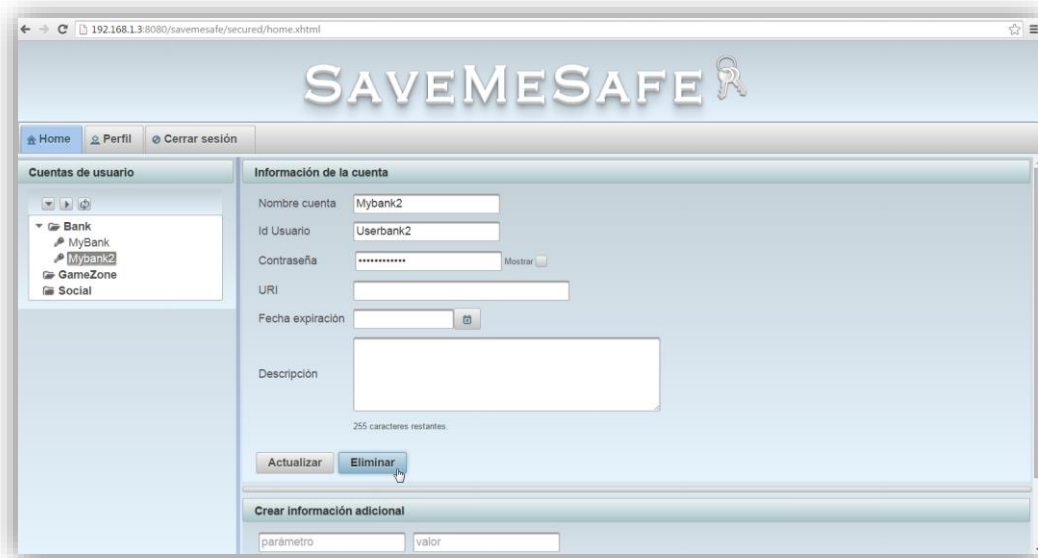 192.168.1.3:8080/savemesafe/secured/home.xhtml
SAVEMESAFE
Home Perfil Cerrar sesión
Cuentas de usuario
Bank
MyBank
Mybank2
GameZone
Social
Información de la cuenta
Nombre cuenta Mybank2
Id Usuario Userbank2
Contraseña •••••••••••• Mostrar
URI
Fecha expiración
Descripción
255 caracteres restantes
Actualizar Eliminar
Crear información adicional
parámetro valor